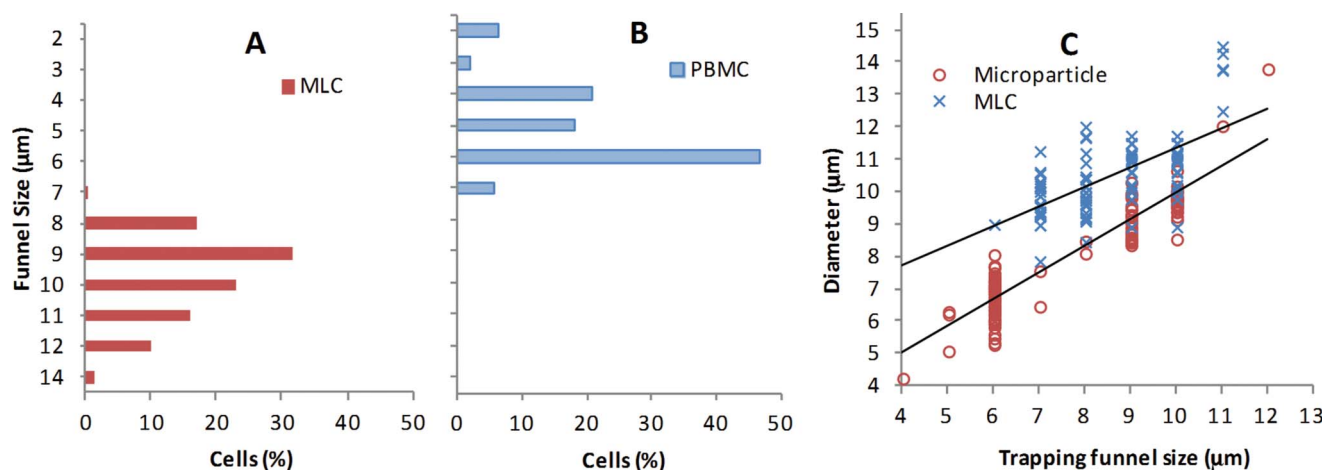 A
MLC
Funnel Size (µm)
2
3
4
5
6
7
8
9
10
11
12
14
0 10 20 30 40 50
Cells (%)
B
PBMC
0 10 20 30 40 50
Cells (%)
C
Microparticle
MLC
Diameter (µm)
15
14
13
12
11
10
9
8
7
6
5
4
4 5 6 7 8 9 10 11 12 13
Trapping funnel size (µm)